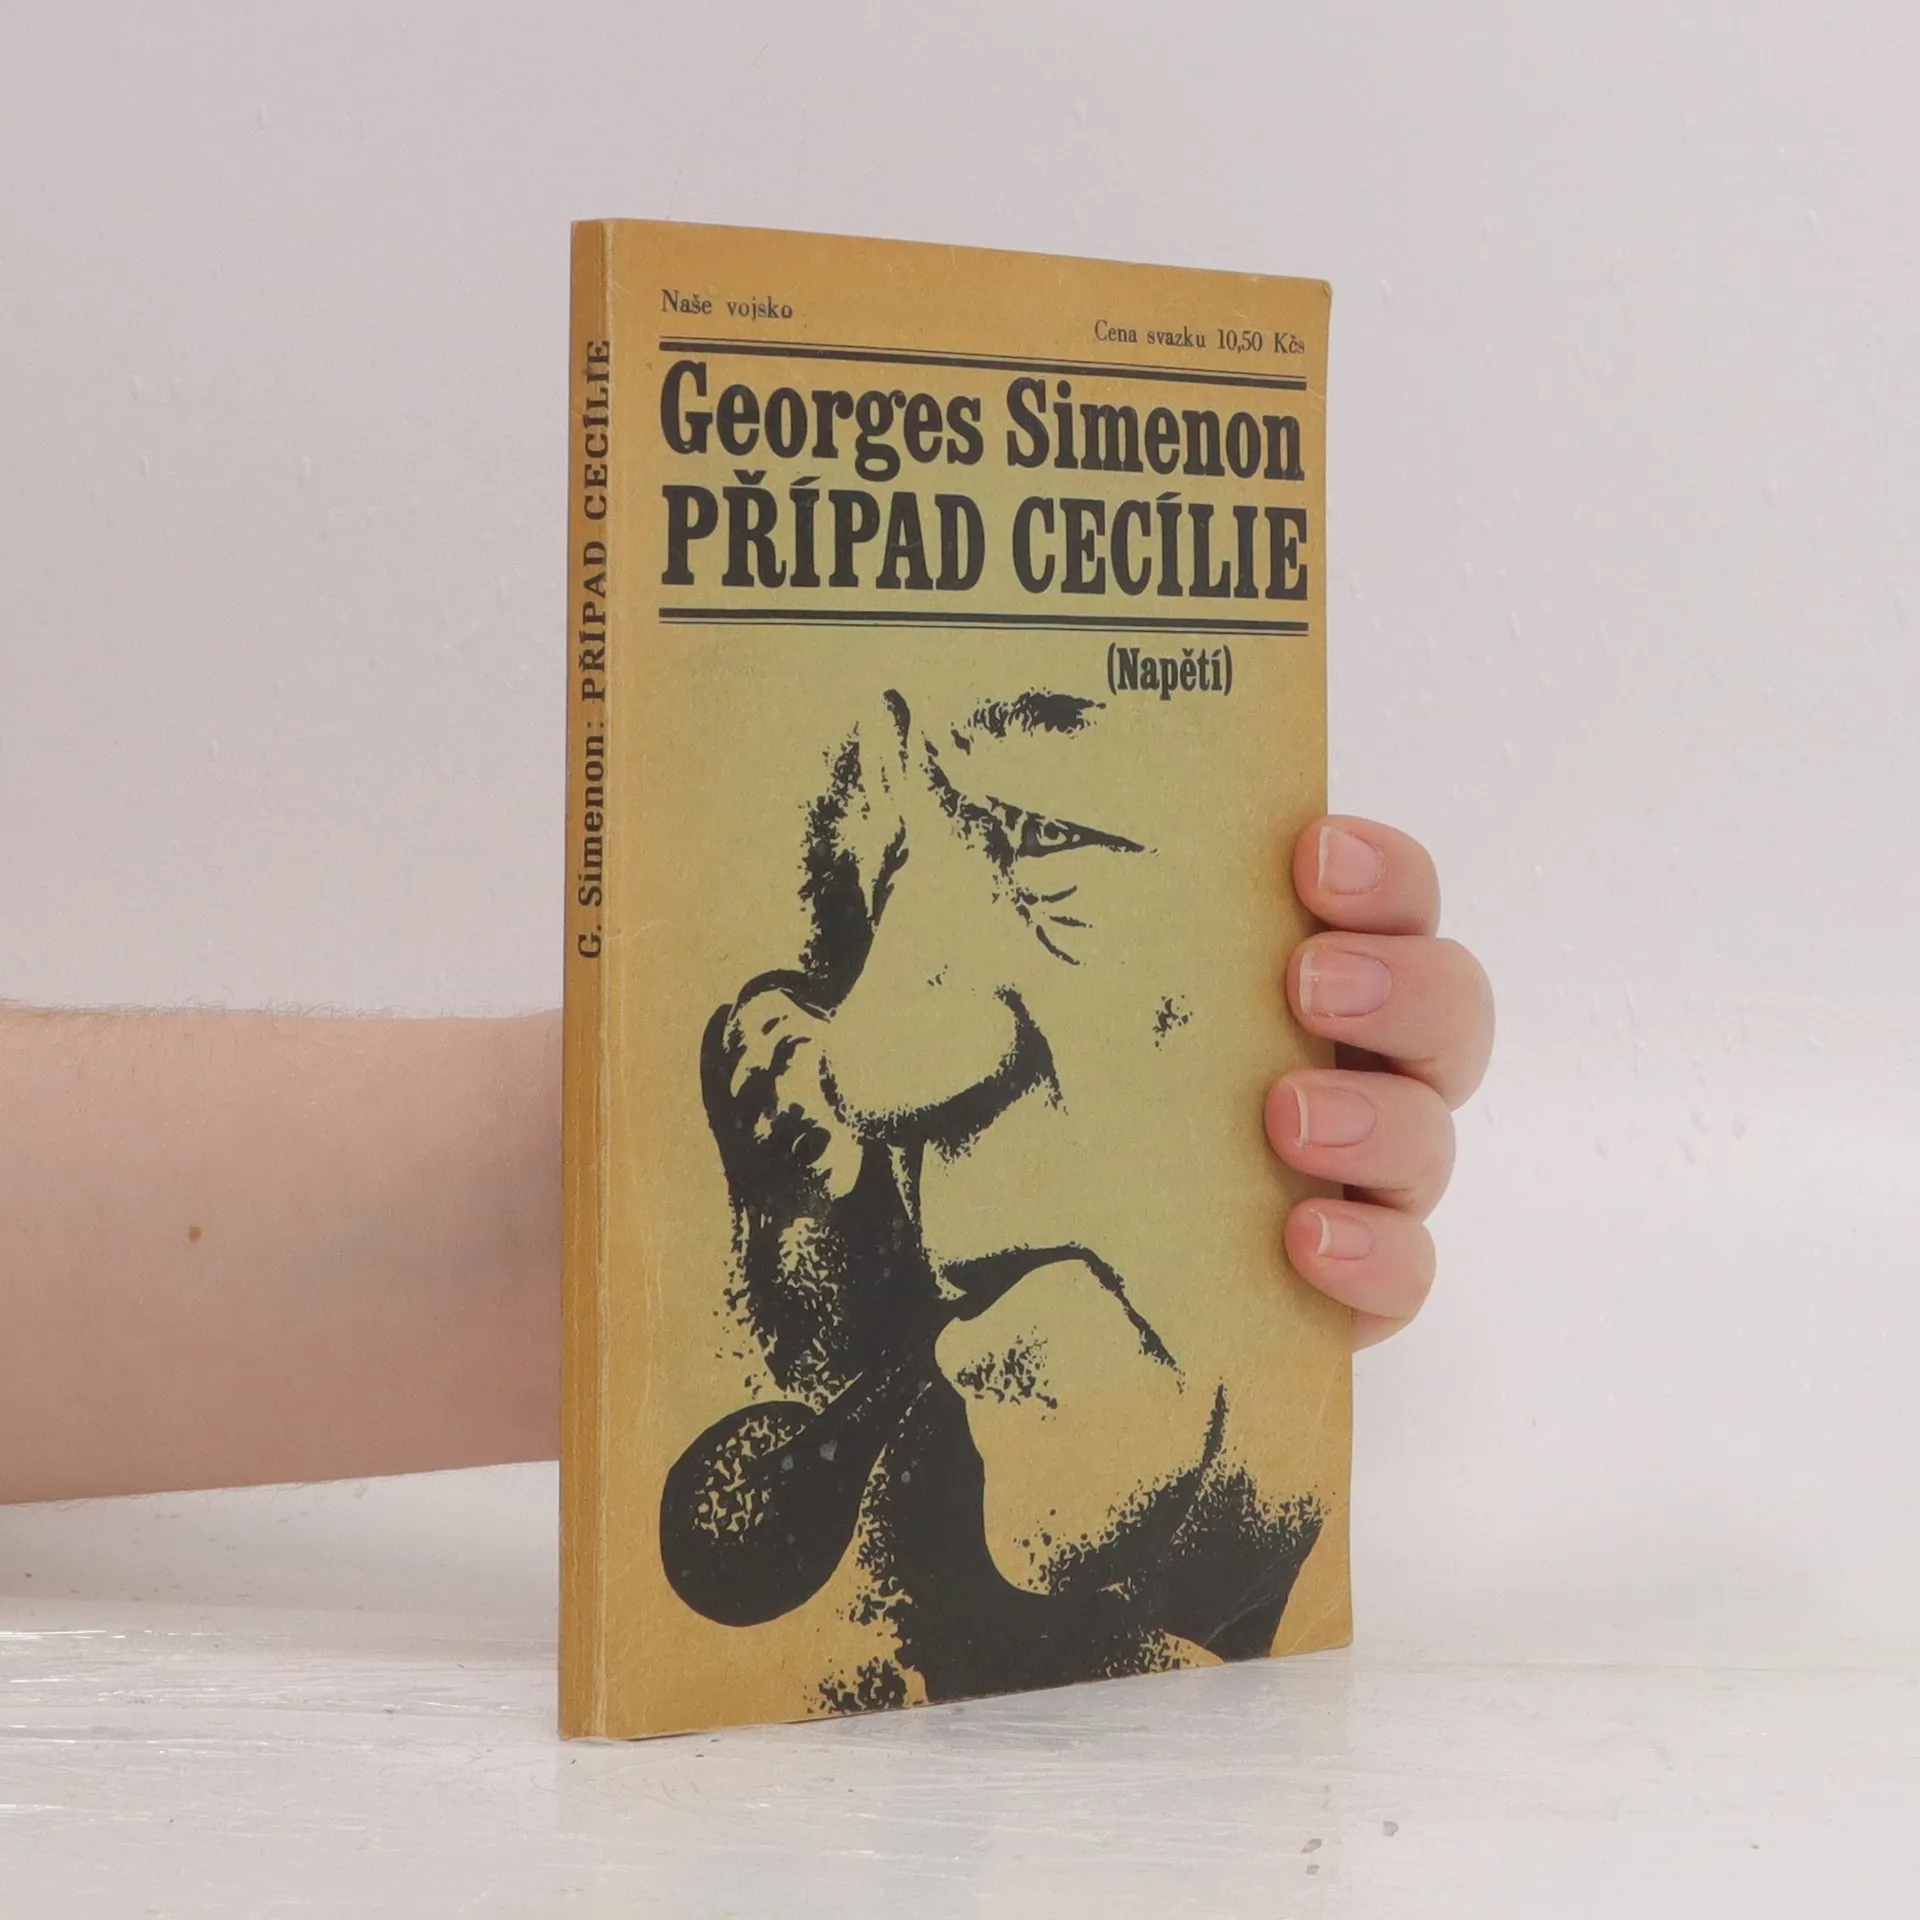 Naše vojsko
Cena svazku 10,50 Kčs
Georges Simenon
PŘÍPAD CECÍLIE
(Napětí)
G. Simenon: PŘÍPAD CECÍLIE